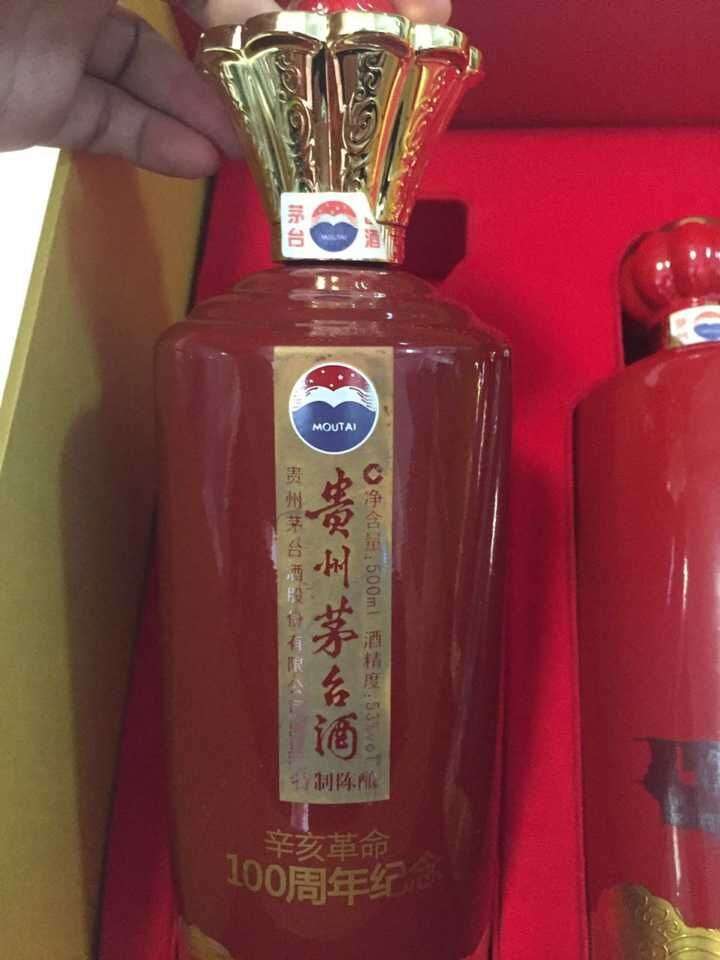 茅台 酒
MOUTAI
MOUTAI
净含量:500ml 酒精度:53%vol
贵州茅台酒
贵州茅台酒股份有限公司
特制陈酿
辛亥革命
100周年纪念